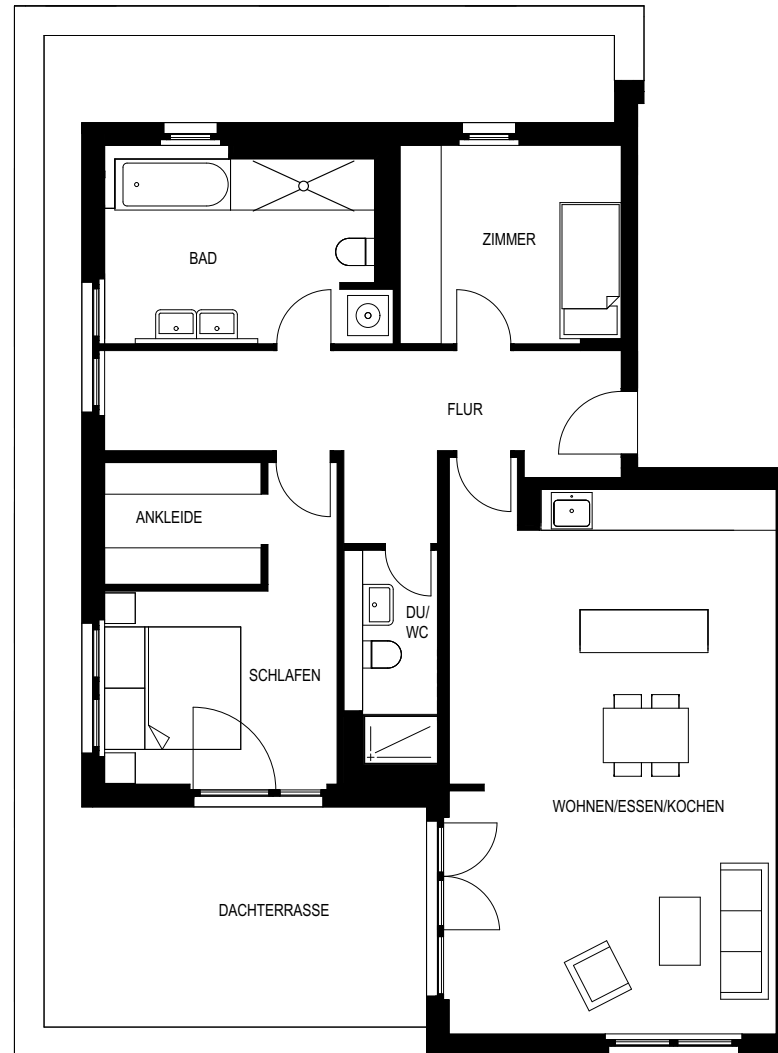 ZIMMER
BAD
FLUR
ANKLEIDE
DU/
WC
SCHLAFEN
WOHNEN/ESSEN/KOCHEN
DACHTERRASSE